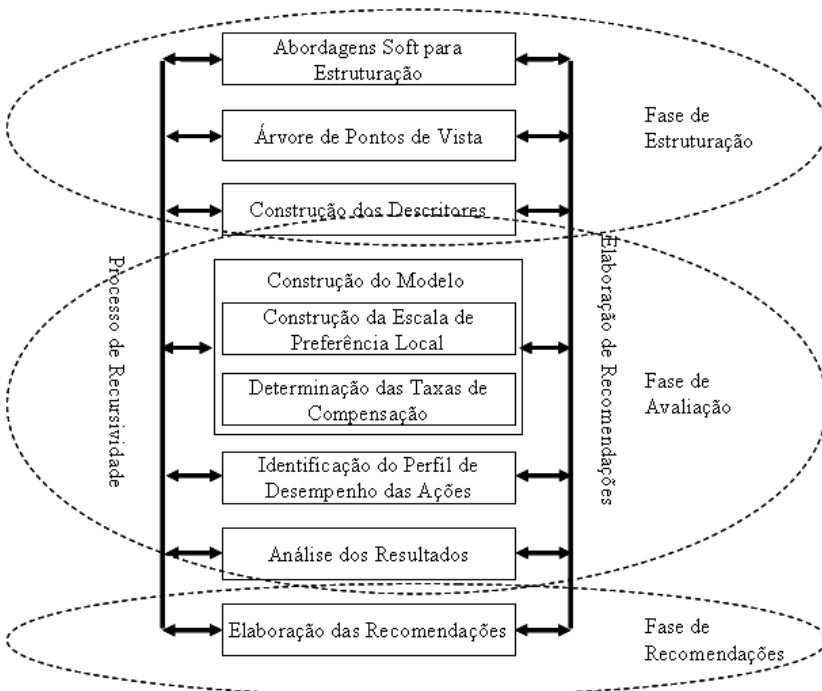 Abordagens Soft para
Estruturação
Árvore de Pontos de Vista
Fase de
Estruturação
Construção dos Descritores
Processo de Recursividade
Elaboração de Recomendações
Construção do Modelo
Construção da Escala de
Preferência Local
Determinação das Taxas de
Compensação
Fase de
Avaliação
Identificação do Perfil de
Desempenho das Ações
Análise dos Resultados
Elaboração das Recomendações
Fase de
Recomendações